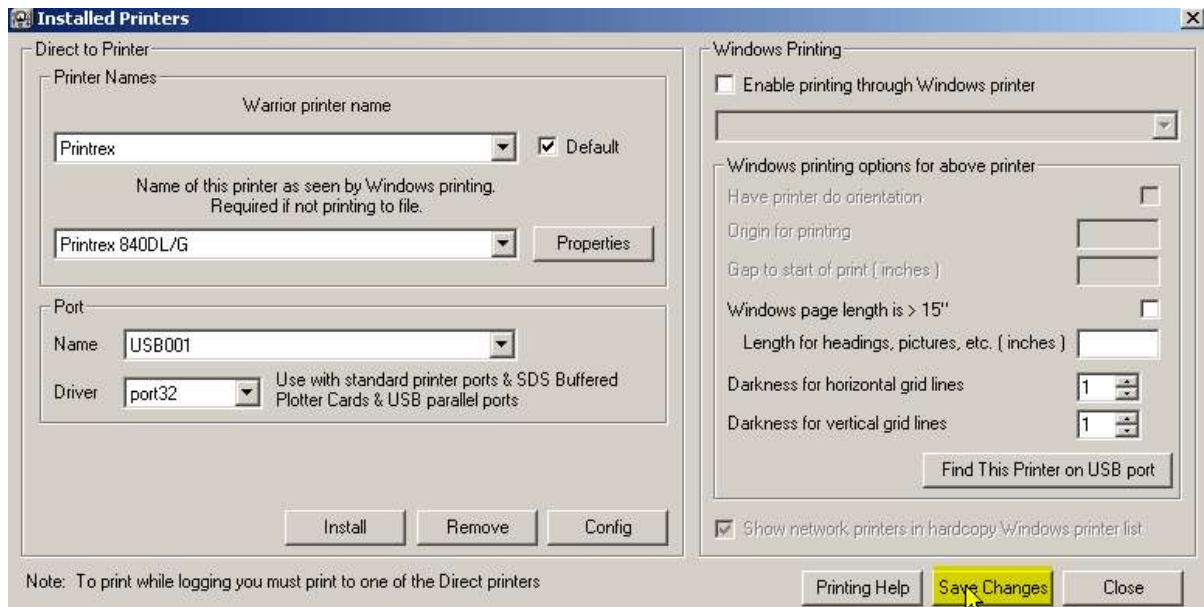 Installed Printers
Direct to Printer
Printer Names
Warrior printer name
Printrex
Default
Name of this printer as seen by Windows printing.
Required if not printing to file.
Printrex 840DL/G
Properties
Port
Name
USB001
Driver
port32
Use with standard printer ports & SDS Buffered
Plotter Cards & USB parallel ports
Install
Remove
Config
Note: To print while logging you must print to one of the Direct printers
Windows Printing
Enable printing through Windows printer
Windows printing options for above printer
Have printer do orientation
Origin for printing
Gap to start of print ( inches )
Windows page length is > 15"
Length for headings, pictures, etc. ( inches )
Darkness for horizontal grid lines
1
Darkness for vertical grid lines
1
Find This Printer on USB port
Show network printers in hardcopy Windows printer list
Printing Help
Save Changes
Close